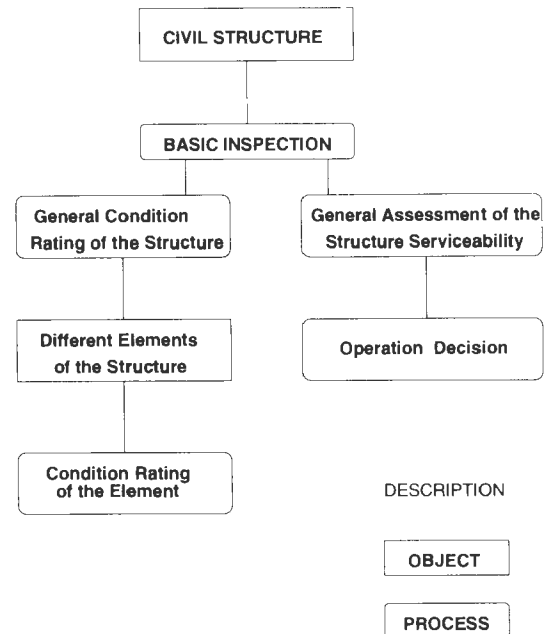 CIVIL STRUCTURE
BASIC INSPECTION
General Condition
Rating of the Structure
General Assessment of the
Structure Serviceability
Different Elements
of the Structure
Operation Decision
Condition Rating
of the Element
DESCRIPTION
OBJECT
PROCESS